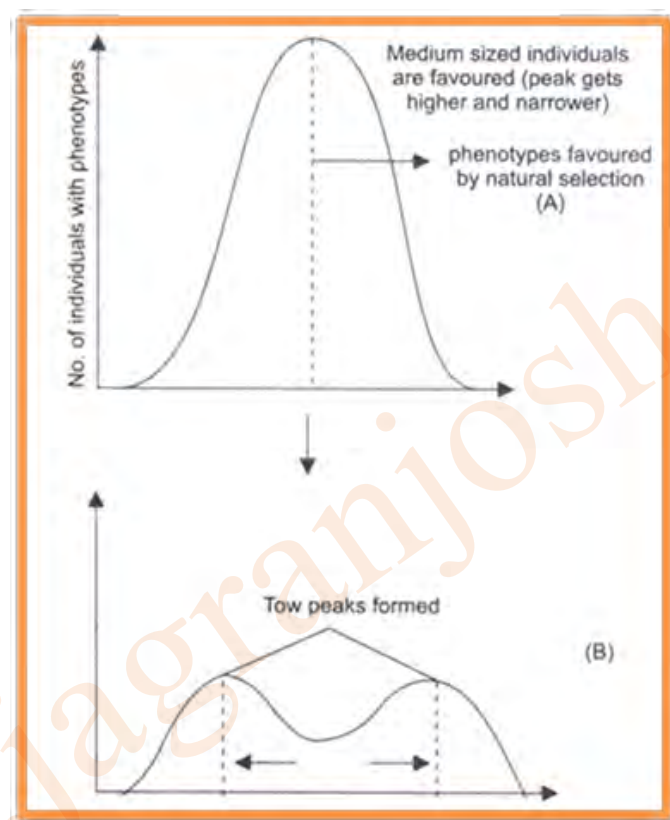 No. of individuals with phenotypes
Medium sized individuals
are favoured (peak gets
higher and narrower)
phenotypes favoured
by natural selection
(A)
Tow peaks formed
(B)
jagranjosh